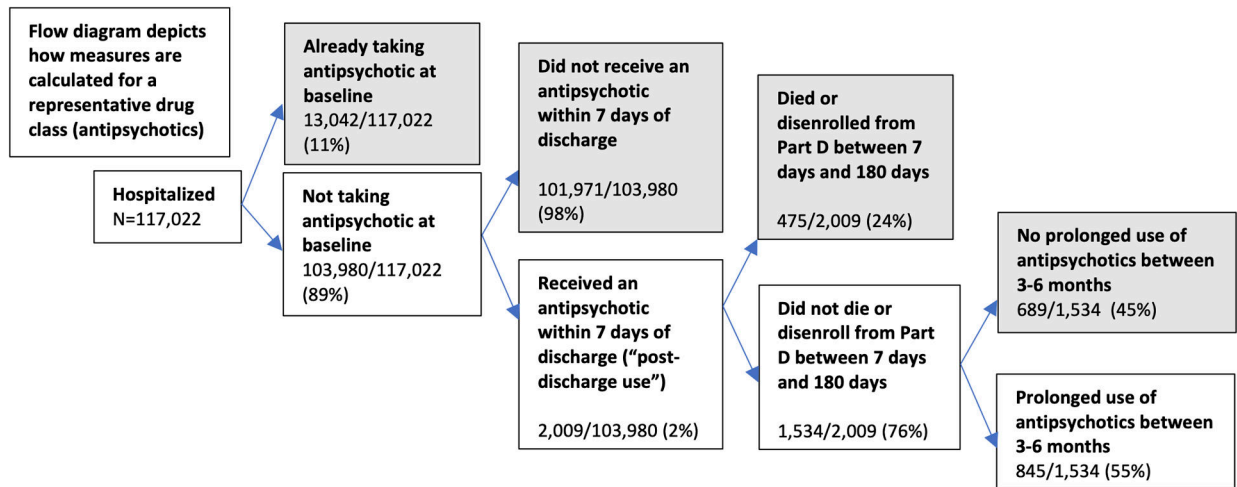 Flow diagram depicts
how measures are
calculated for a
representative drug
class (antipsychotics)
Hospitalized
N=117,022
Already taking
antipsychotic at
baseline
13,042/117,022
(11%)
Not taking
antipsychotic at
baseline
103,980/117,022
(89%)
Did not receive an
antipsychotic
within 7 days of
discharge
101,971/103,980
(98%)
Received an
antipsychotic
within 7 days of
discharge (“post-
discharge use”)
2,009/103,980 (2%)
Died or
disenrolled from
Part D between 7
days and 180 days
475/2,009 (24%)
Did not die or
disenroll from Part
D between 7 days
and 180 days
1,534/2,009 (76%)
No prolonged use of
antipsychotics between
3-6 months
689/1,534 (45%)
Prolonged use of
antipsychotics between
3-6 months
845/1,534 (55%)